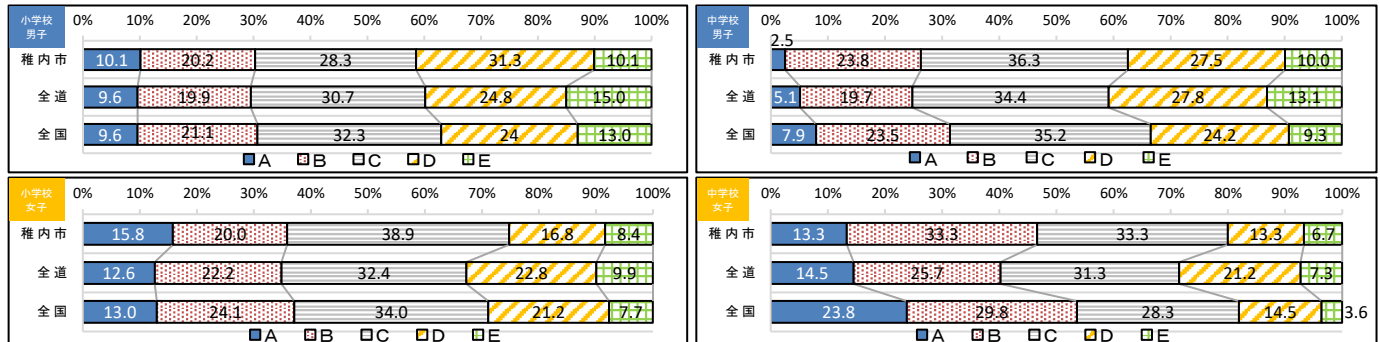 小学校
男子
0% 10% 20% 30% 40% 50% 60% 70% 80% 90% 100%
稚内市 10.1 20.2 28.3 31.3 10.1
全道 9.6 19.9 30.7 24.8 15.0
全国 9.6 21.1 32.3 24 13.0
A B C D E
中学校
男子
0% 10% 20% 30% 40% 50% 60% 70% 80% 90% 100%
稚内市 2.5 23.8 36.3 27.5 10.0
全道 5.1 19.7 34.4 27.8 13.1
全国 7.9 23.5 35.2 24.2 9.3
A B C D E
小学校
女子
0% 10% 20% 30% 40% 50% 60% 70% 80% 90% 100%
稚内市 15.8 20.0 38.9 16.8 8.4
全道 12.6 22.2 32.4 22.8 9.9
全国 13.0 24.1 34.0 21.2 7.7
A B C D E
中学校
女子
0% 10% 20% 30% 40% 50% 60% 70% 80% 90% 100%
稚内市 13.3 33.3 33.3 13.3 6.7
全道 14.5 25.7 31.3 21.2 7.3
全国 23.8 29.8 28.3 14.5 3.6
A B C D E